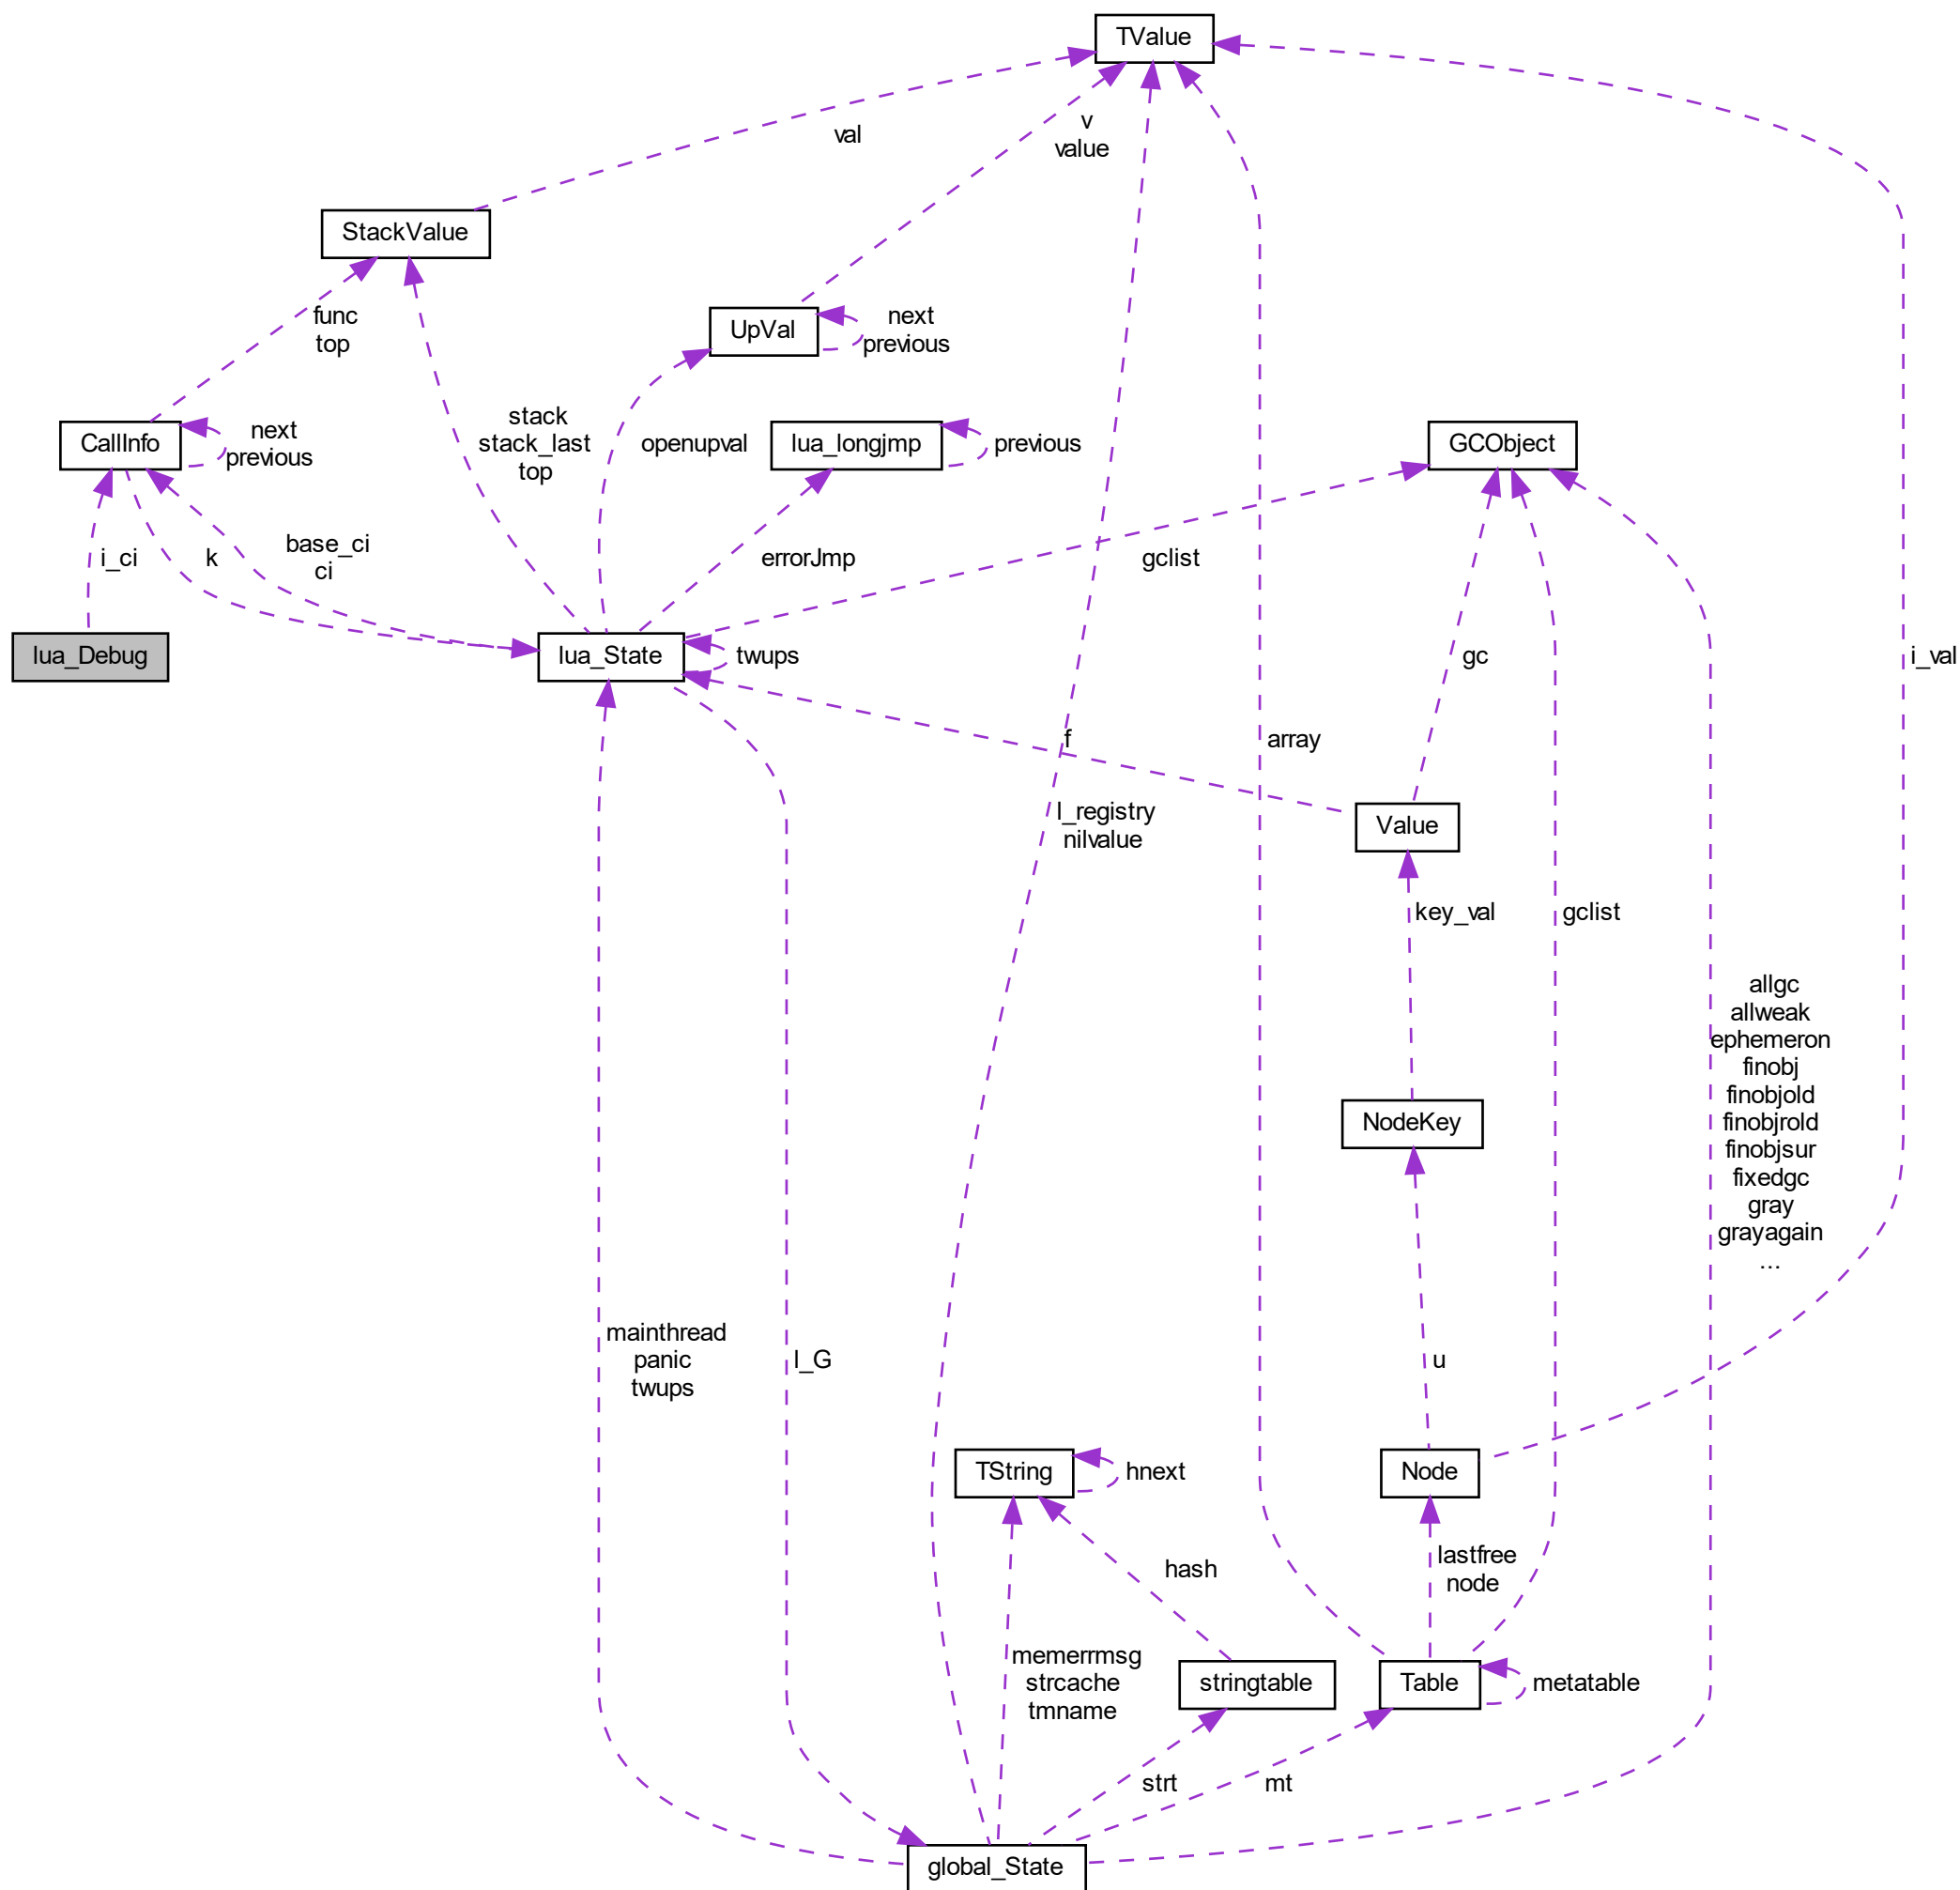 TValue
val
v
value
StackValue
func
top
UpVal
next
previous
CallInfo
next
previous
stack
stack_last
top
openupval
lua_longjmp
previous
GCObject
i_ci
k
base_ci
ci
errorJmp
gclist
lua_Debug
lua_State
twups
gc
i_val
f
array
l_registry
nilvalue
Value
key_val
gclist
allgc
allweak
ephemeron
finobj
finobjold
finobjrold
finobjsur
fixedgc
gray
grayagain
...
NodeKey
mainthread
panic
twups
l_G
u
TString
hnext
Node
hash
lastfree
node
memerrmsg
strcache
tmname
stringtable
Table
metatable
strt
mt
global_State